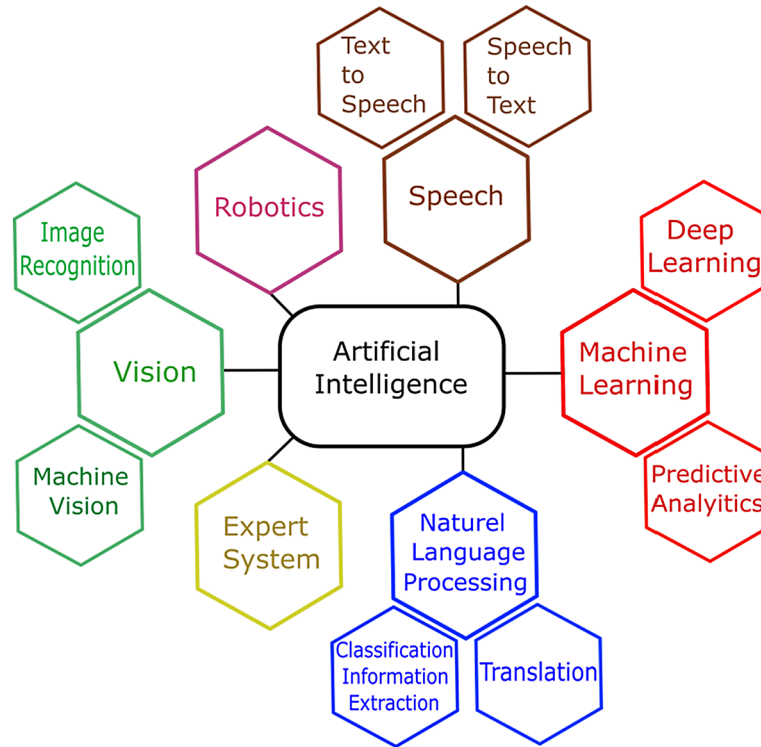 Text
to
Speech
Speech
to
Text
Robotics
Speech
Image
Recognition
Deep
Learning
Vision
Artificial
Intelligence
Machine
Learning
Machine
Vision
Predictive
Analyitics
Expert
System
Naturel
Language
Processing
Classification
Information
Extraction
Translation